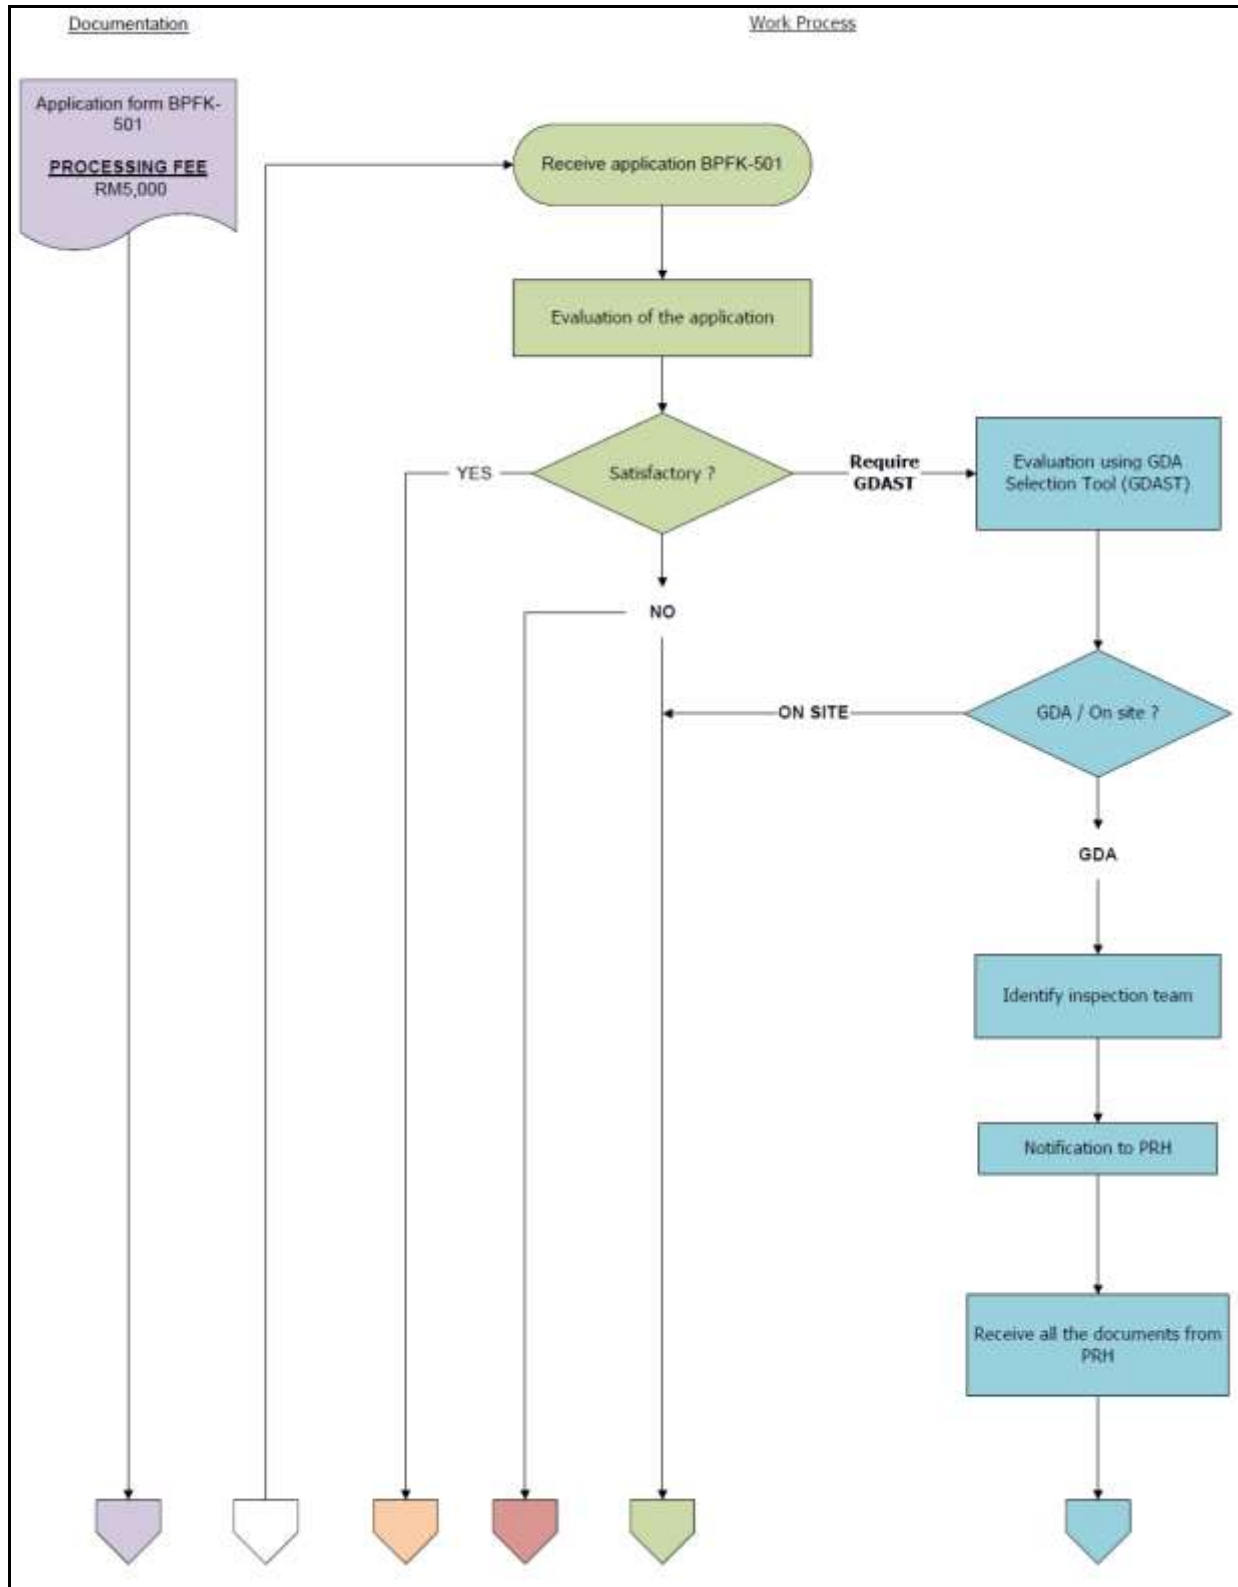 Documentation
Work Process
Application form BPFK-
501
PROCESSING FEE
RM5,000
Receive application BPFK-501
Evaluation of the application
Satisfactory ?
YES
Require
GDAST
Evaluation using GDA
Selection Tool (GDAST)
NO
ON SITE
GDA / On site ?
GDA
Identify inspection team
Notification to PRH
Receive all the documents from
PRH